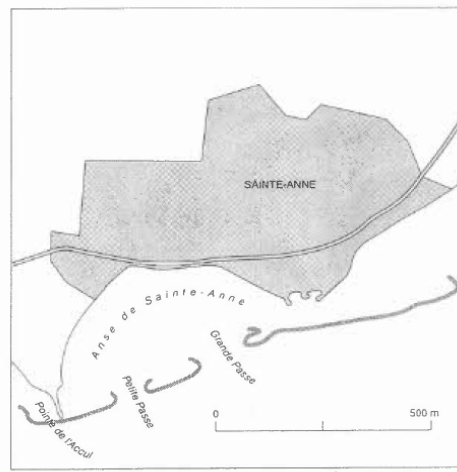 SAINTE-ANNE
Anse de Sainte-Anne
Grande Passe
Petite Passe
Pointe de l'Accul
0 500 m